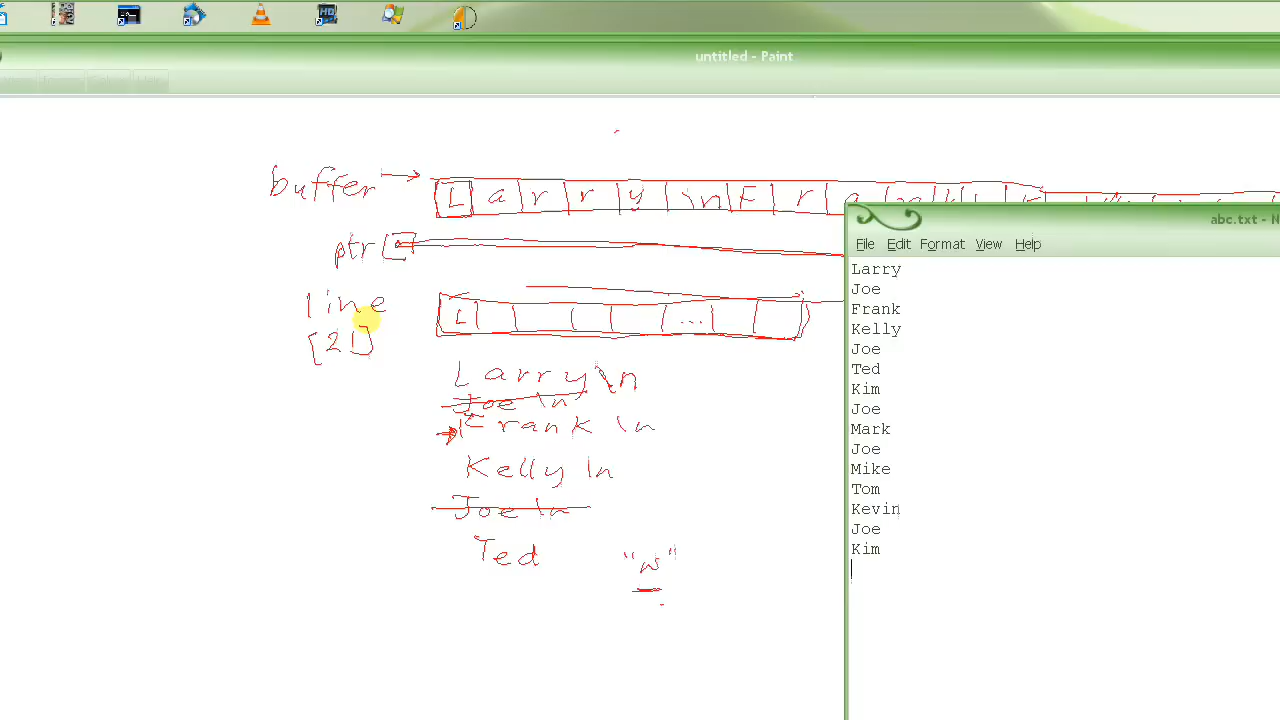 untitled - Paint
buffer → L a r r y \n F r a
ptr
line
[21]
L ...
Larry\n
Joe \n
Frank \n
Kelly \n
Joe \n
Ted
"w"
abc.txt - N
File Edit Format View Help
Larry
Joe
Frank
Kelly
Joe
Ted
Kim
Joe
Mark
Joe
Mike
Tom
Kevin
Joe
Kim